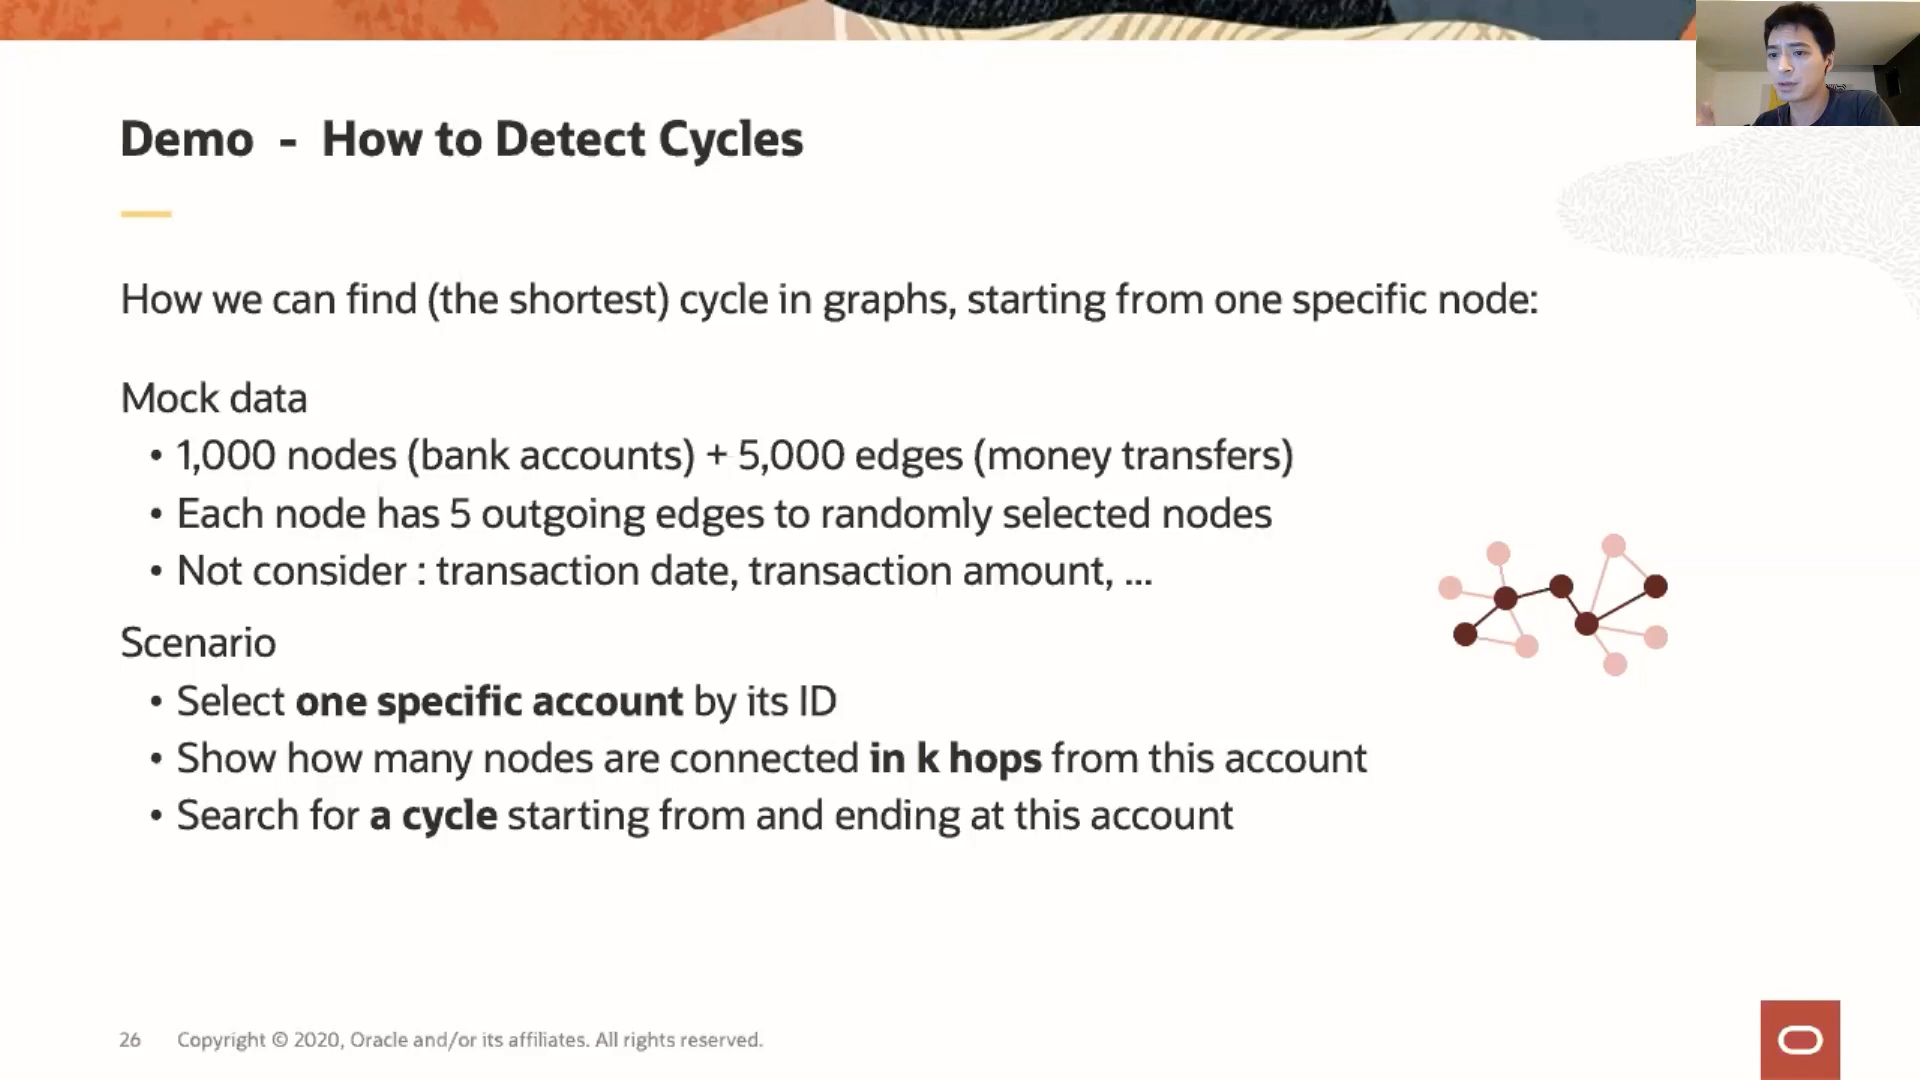 Demo - How to Detect Cycles
How we can find (the shortest) cycle in graphs, starting from one specific node:
Mock data
• 1,000 nodes (bank accounts) + 5,000 edges (money transfers)
• Each node has 5 outgoing edges to randomly selected nodes
• Not consider : transaction date, transaction amount, ...
Scenario
• Select one specific account by its ID
• Show how many nodes are connected in k hops from this account
• Search for a cycle starting from and ending at this account
26 Copyright © 2020, Oracle and/or its affiliates. All rights reserved.